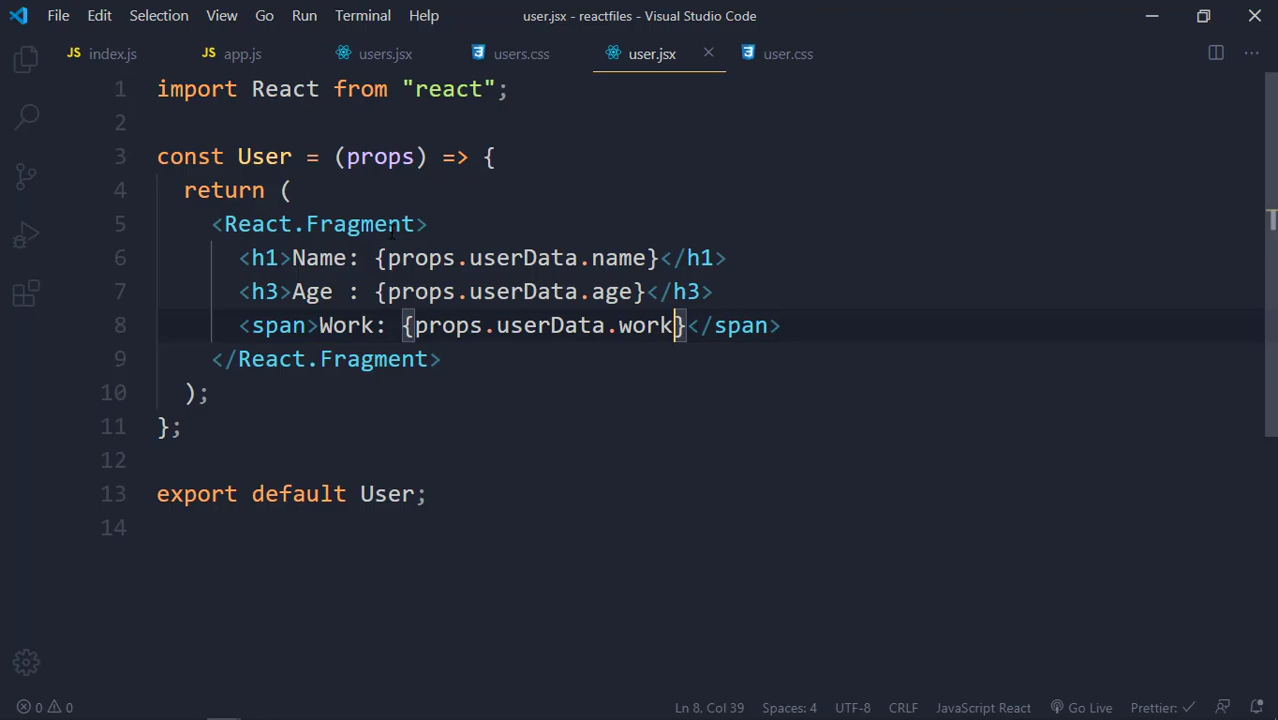 File Edit Selection View Go Run Terminal Help user.jsx - reactfiles - Visual Studio Code
JS index.js JS app.js users.jsx users.css user.jsx user.css
1 import React from "react";
2
3 const User = (props) => {
4 return (
5 <React.Fragment>
6 <h1>Name: {props.userData.name}</h1>
7 <h3>Age : {props.userData.age}</h3>
8 <span>Work: {props.userData.work}</span>
9 </React.Fragment>
10 );
11 };
12
13 export default User;
14
0 0 Ln 8, Col 39 Spaces: 4 UTF-8 CRLF JavaScript React Go Live Prettier: ✓